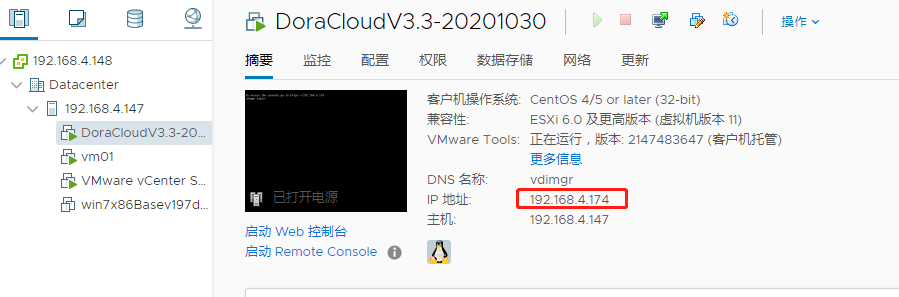 192.168.4.148
Datacenter
192.168.4.147
DoraCloudV3.3-20...
vm01
VMware vCenter S...
win7x86Basev197d...
DoraCloudV3.3-20201030
操作
摘要 监控 配置 权限 数据存储 网络 更新
已打开电源
启动 Web 控制台
启动 Remote Console
客户机操作系统: CentOS 4/5 or later (32-bit)
兼容性: ESXi 6.0 及更高版本 (虚拟机版本 11)
VMware Tools: 正在运行，版本: 2147483647 (客户机托管)
更多信息
DNS 名称: vdimgr
IP 地址: 192.168.4.174
主机: 192.168.4.147